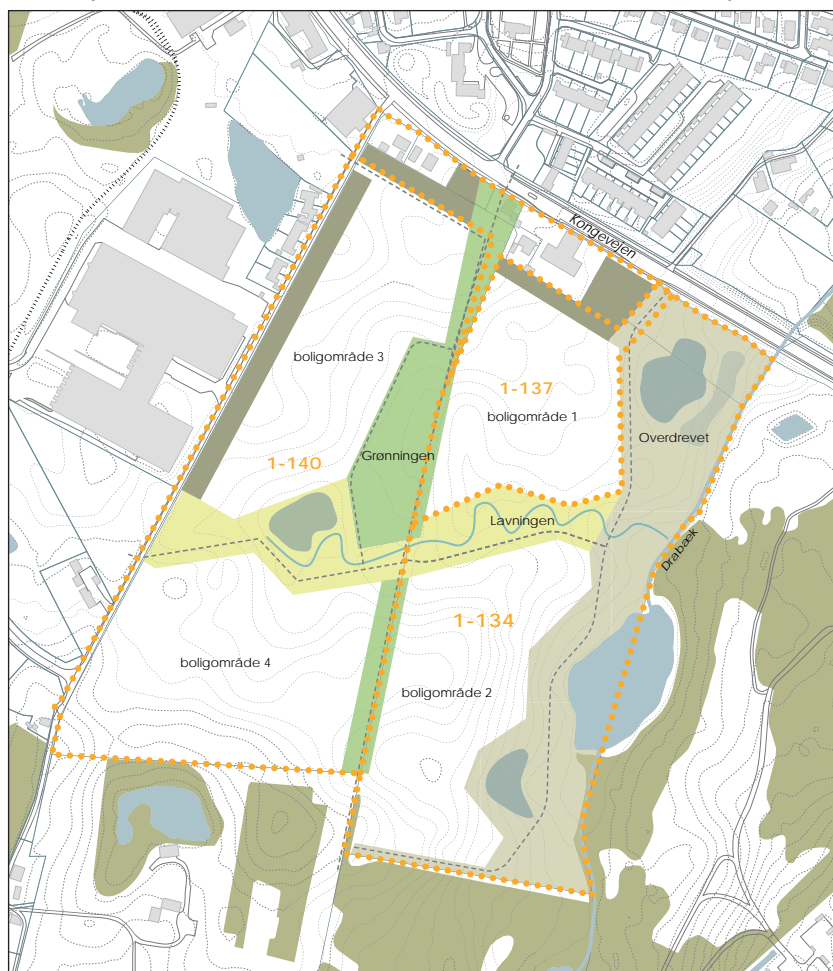 Kongevejen
boligområde 3
1-137
boligområde 1
Overdrevet
Grønningen
1-140
Lavningen
Drabæk
1-134
boligområde 4
boligområde 2